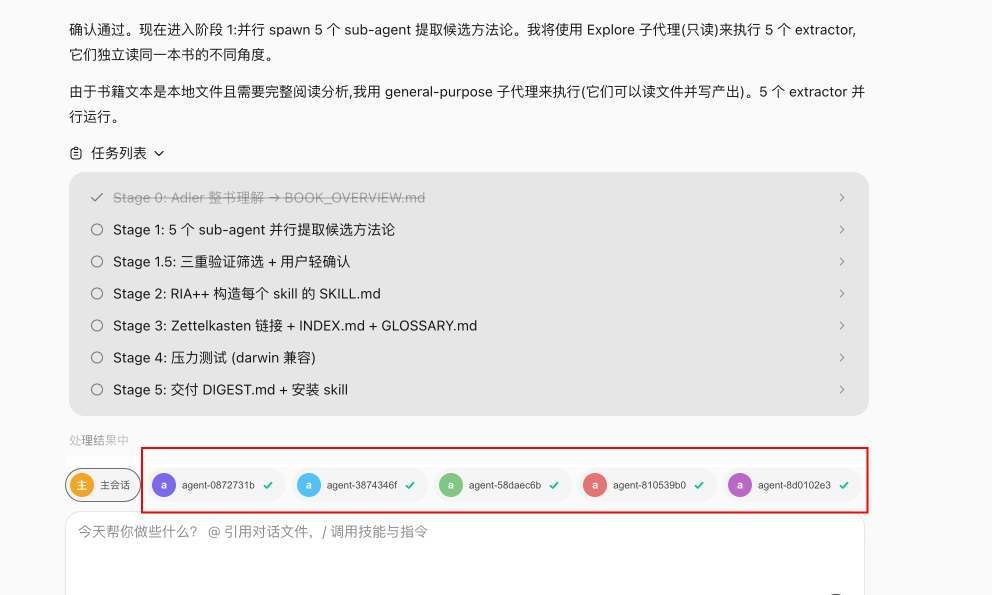 确认通过。现在进入阶段 1:并行 spawn 5 个 sub-agent 提取候选方法论。我将使用 Explore 子代理(只读)来执行 5 个 extractor,
它们独立读同一本书的不同角度。
由于书籍文本是本地文件且需要完整阅读分析,我用 general-purpose 子代理来执行(它们可以读文件并写产出)。5 个 extractor 并
行运行。
任务列表
Stage 0: Adler 整书理解 → BOOK_OVERVIEW.md
Stage 1: 5 个 sub-agent 并行提取候选方法论
Stage 1.5: 三重验证筛选 + 用户轻确认
Stage 2: RIA++ 构造每个 skill 的 SKILL.md
Stage 3: Zettelkasten 链接 + INDEX.md + GLOSSARY.md
Stage 4: 压力测试 (darwin 兼容)
Stage 5: 交付 DIGEST.md + 安装 skill
处理结果中
主 主会话 a agent-0872731b a agent-3874346f a agent-58daec6b a agent-810539b0 a agent-8d0102e3
今天帮你做些什么? @ 引用对话文件, / 调用技能与指令